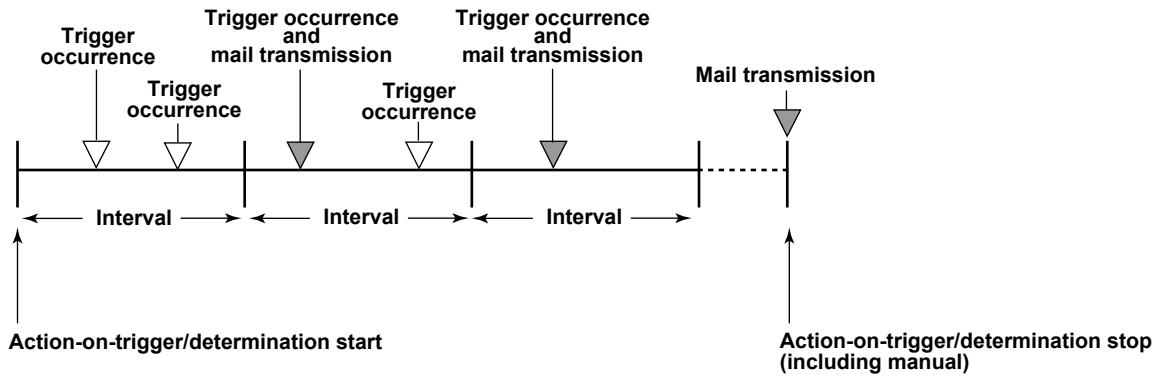 Trigger
occurrence
Trigger
occurrence
Trigger occurrence
and
mail transmission
Trigger
occurrence
Trigger occurrence
and
mail transmission
Mail transmission
Interval
Interval
Interval
Action-on-trigger/determination start
Action-on-trigger/determination stop
(including manual)